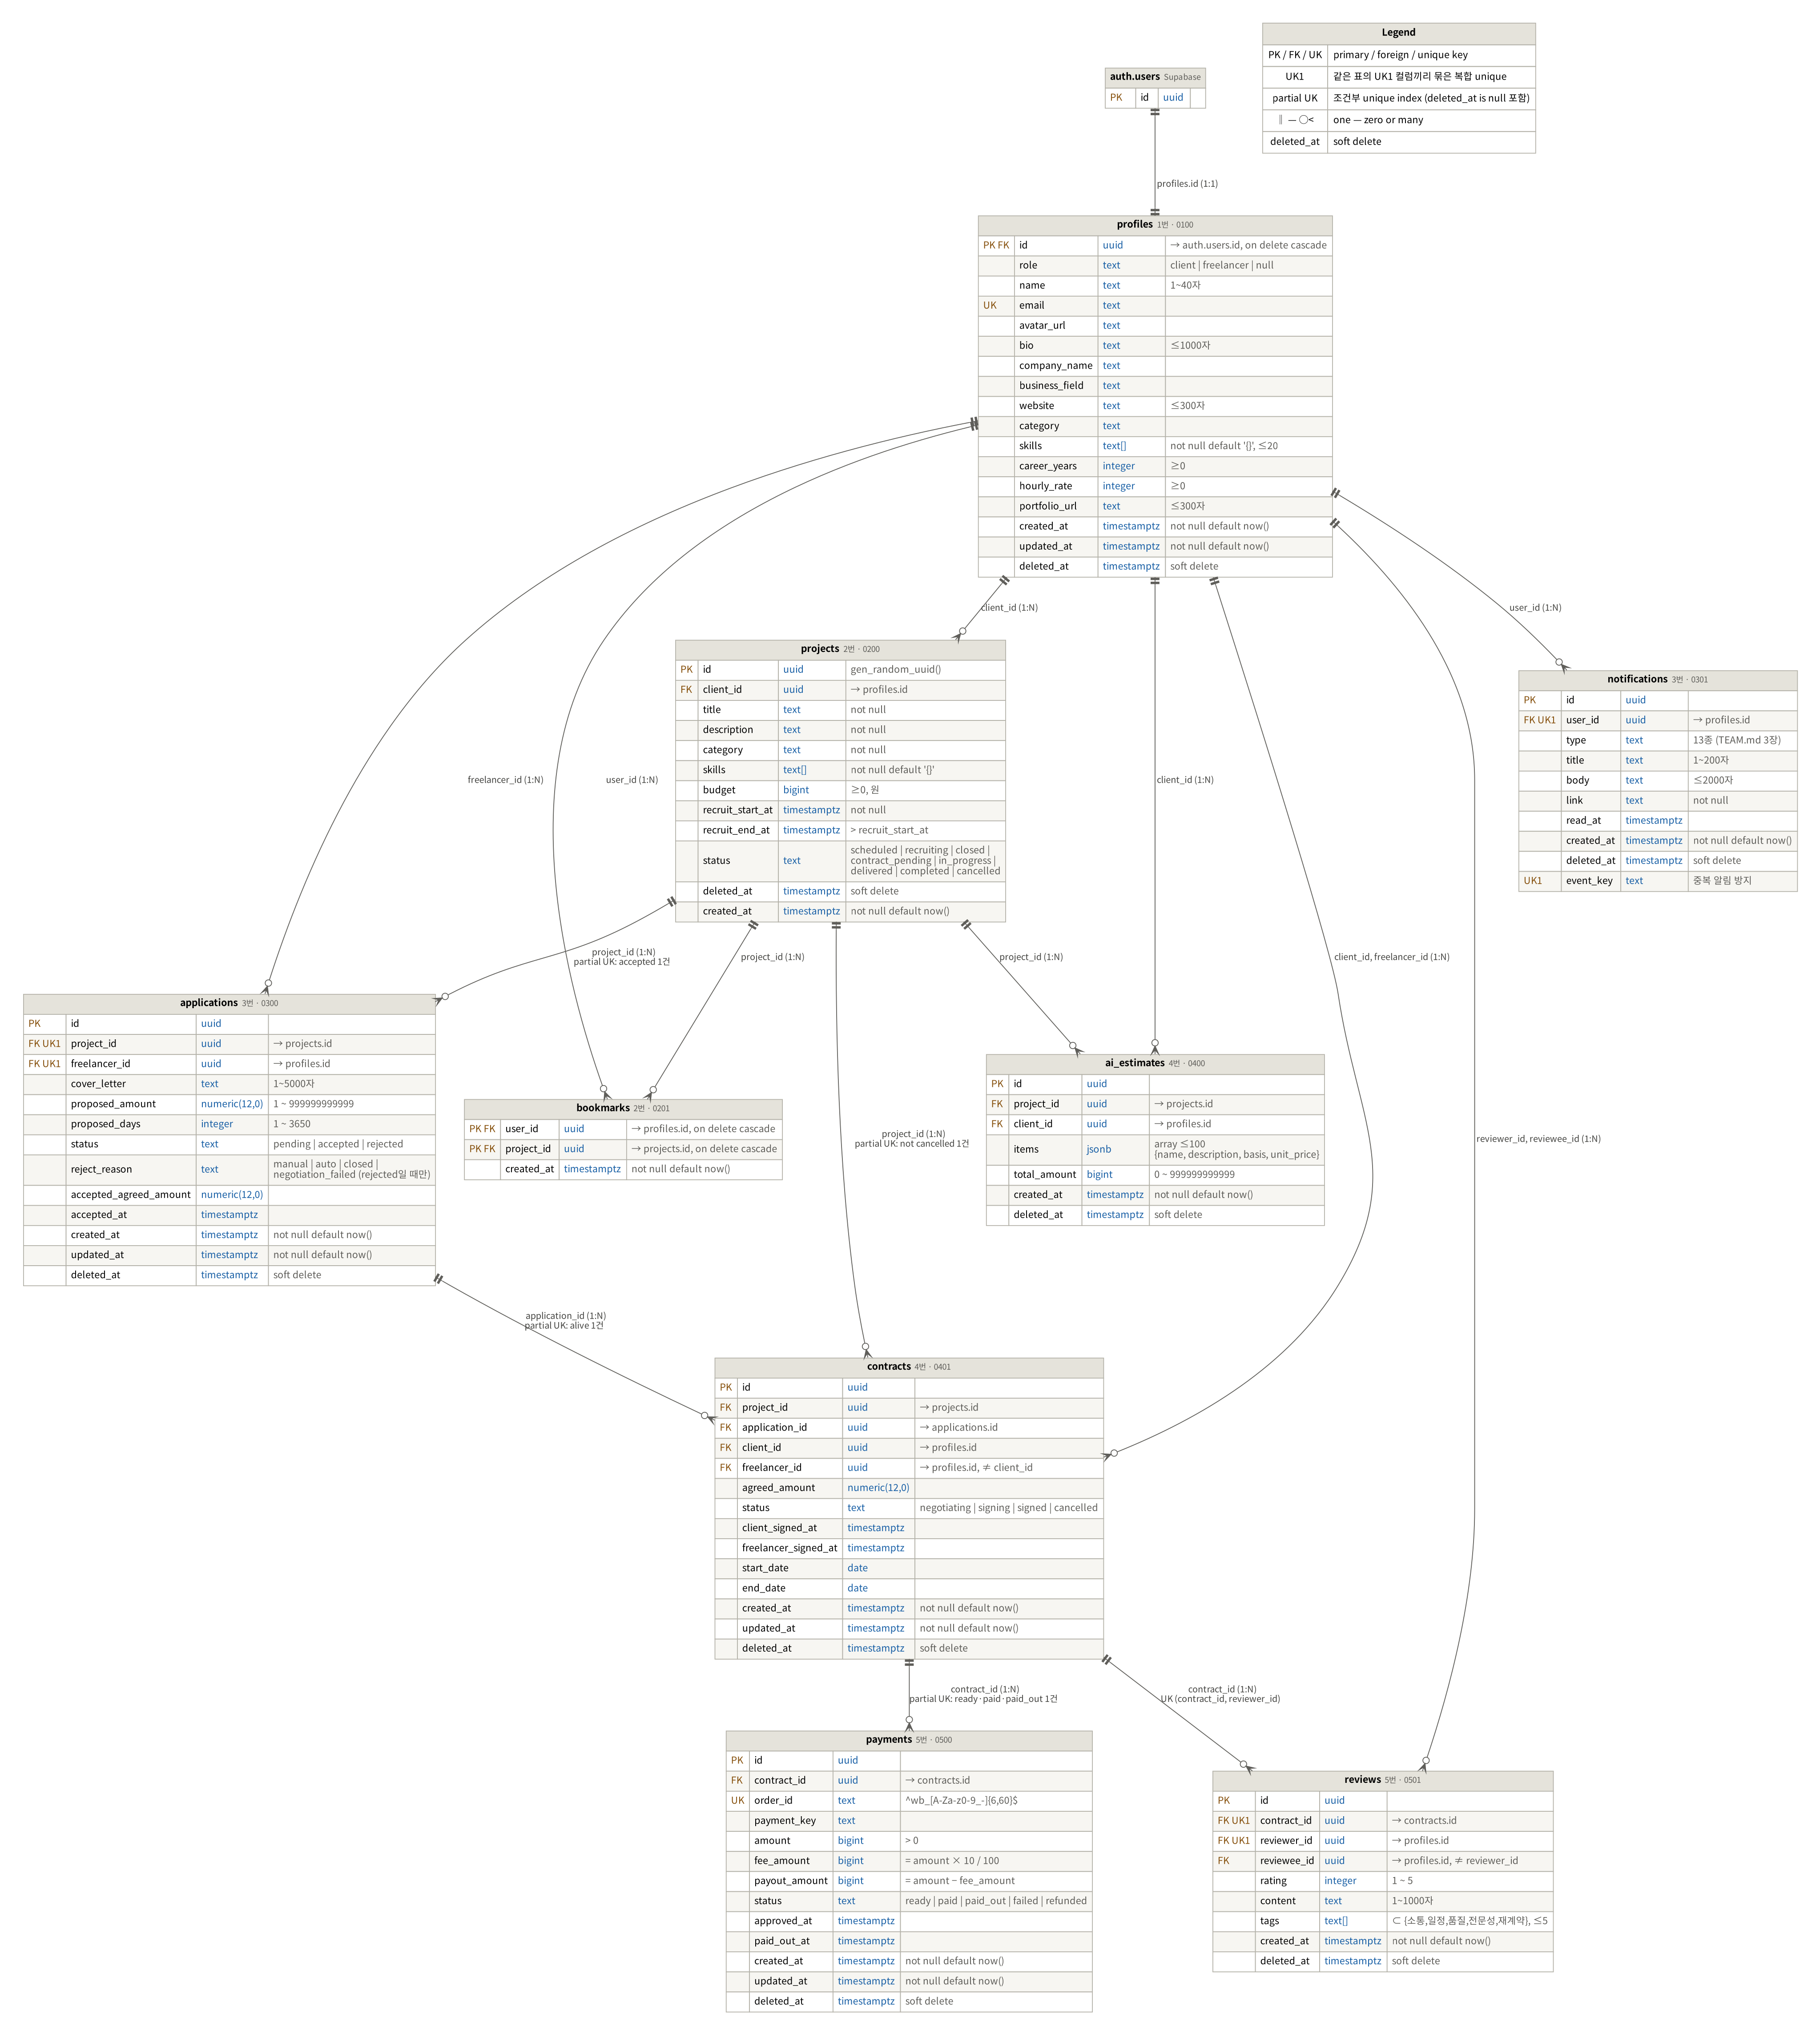 Legend
PK / FK / UK primary / foreign / unique key
UK1 같은 표의 UK1 컬럼끼리 묶은 복합 unique
partial UK 조건부 unique index (deleted_at is null 포함)
∥ — ○< one — zero or many
deleted_at soft delete
auth.users Supabase
PK id uuid
profiles.id (1:1)
profiles 1번 · 0100
PK FK id uuid → auth.users.id, on delete cascade
role text client | freelancer | null
name text 1~40자
UK email text
avatar_url text
bio text ≤1000자
company_name text
business_field text
website text ≤300자
category text
skills text[] not null default '{}', ≤20
career_years integer ≥0
hourly_rate integer ≥0
portfolio_url text ≤300자
created_at timestamptz not null default now()
updated_at timestamptz not null default now()
deleted_at timestamptz soft delete
client_id (1:N)
user_id (1:N)
projects 2번 · 0200
PK id uuid gen_random_uuid()
FK client_id uuid → profiles.id
title text not null
description text not null
category text not null
skills text[] not null default '{}'
budget bigint ≥0, 원
recruit_start_at timestamptz not null
recruit_end_at timestamptz > recruit_start_at
status text scheduled | recruiting | closed |
contract_pending | in_progress |
delivered | completed | cancelled
deleted_at timestamptz soft delete
created_at timestamptz not null default now()
notifications 3번 · 0301
PK id uuid
FK UK1 user_id uuid → profiles.id
type text 13종 (TEAM.md 3장)
title text 1~200자
body text ≤2000자
link text not null
read_at timestamptz
created_at timestamptz not null default now()
deleted_at timestamptz soft delete
UK1 event_key text 중복 알림 방지
freelancer_id (1:N)
user_id (1:N)
client_id (1:N)
project_id (1:N)
partial UK: accepted 1건
project_id (1:N)
project_id (1:N)
client_id, freelancer_id (1:N)
applications 3번 · 0300
PK id uuid
FK UK1 project_id uuid → projects.id
FK UK1 freelancer_id uuid → profiles.id
cover_letter text 1~5000자
proposed_amount numeric(12,0) 1 ~ 999999999999
proposed_days integer 1 ~ 3650
status text pending | accepted | rejected
reject_reason text manual | auto | closed |
negotiation_failed (rejected일 때만)
accepted_agreed_amount numeric(12,0)
accepted_at timestamptz
created_at timestamptz not null default now()
updated_at timestamptz not null default now()
deleted_at timestamptz soft delete
bookmarks 2번 · 0201
PK FK user_id uuid → profiles.id, on delete cascade
PK FK project_id uuid → projects.id, on delete cascade
created_at timestamptz not null default now()
ai_estimates 4번 · 0400
PK id uuid
FK project_id uuid → projects.id
FK client_id uuid → profiles.id
items jsonb array ≤100
{name, description, basis, unit_price}
total_amount bigint 0 ~ 999999999999
created_at timestamptz not null default now()
deleted_at timestamptz soft delete
project_id (1:N)
partial UK: not cancelled 1건
reviewer_id, reviewee_id (1:N)
application_id (1:N)
partial UK: alive 1건
contracts 4번 · 0401
PK id uuid
FK project_id uuid → projects.id
FK application_id uuid → applications.id
FK client_id uuid → profiles.id
FK freelancer_id uuid → profiles.id, ≠ client_id
agreed_amount numeric(12,0)
status text negotiating | signing | signed | cancelled
client_signed_at timestamptz
freelancer_signed_at timestamptz
start_date date
end_date date
created_at timestamptz not null default now()
updated_at timestamptz not null default now()
deleted_at timestamptz soft delete
contract_id (1:N)
partial UK: ready · paid · paid_out 1건
contract_id (1:N)
UK (contract_id, reviewer_id)
payments 5번 · 0500
PK id uuid
FK contract_id uuid → contracts.id
UK order_id text ^wb_[A-Za-z0-9_-]{6,60}$
payment_key text
amount bigint > 0
fee_amount bigint = amount × 10 / 100
payout_amount bigint = amount − fee_amount
status text ready | paid | paid_out | failed | refunded
approved_at timestamptz
paid_out_at timestamptz
created_at timestamptz not null default now()
updated_at timestamptz not null default now()
deleted_at timestamptz soft delete
reviews 5번 · 0501
PK id uuid
FK UK1 contract_id uuid → contracts.id
FK UK1 reviewer_id uuid → profiles.id
FK reviewee_id uuid → profiles.id, ≠ reviewer_id
rating integer 1 ~ 5
content text 1~1000자
tags text[] ⊂ {소통,일정,품질,전문성,재계약}, ≤5
created_at timestamptz not null default now()
deleted_at timestamptz soft delete